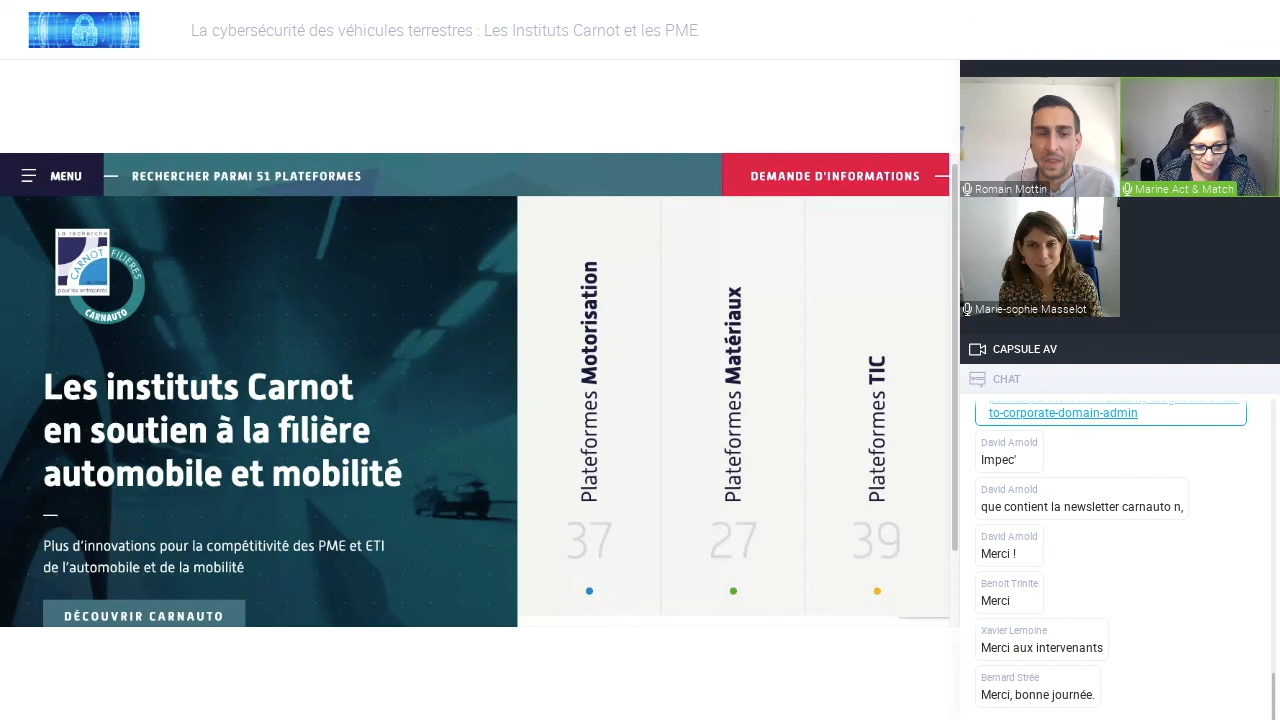 La cybersécurité des véhicules terrestres : Les Instituts Carnot et les PME
MENU
RECHERCHER PARMI 51 PLATEFORMES
DEMANDE D'INFORMATIONS
La recherche
CARNOT
FILIÈRES
pour les entreprises
CARNAUTO
Les instituts Carnot
en soutien à la filière
automobile et mobilité
Plus d'innovations pour la compétitivité des PME et ETI
de l'automobile et de la mobilité
DÉCOUVRIR CARNAUTO
Plateformes Motorisation
37
Plateformes Matériaux
27
Plateformes TIC
39
Romain Mottin
Marine Act & Match
Marie-sophie Masselot
CAPSULE AV
CHAT
to-corporate-domain-admin
David Arnold
Impec'
David Arnold
que contient la newsletter carnauto n,
David Arnold
Merci !
Benoit Trinite
Merci
Xavier Lemoine
Merci aux intervenants
Bernard Strée
Merci, bonne journée.